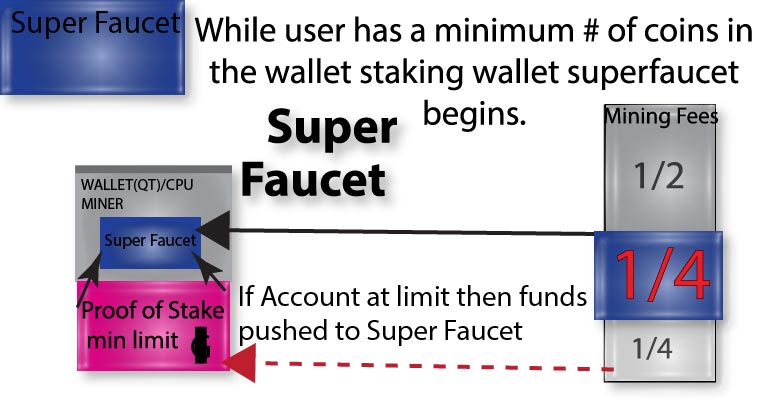 Super Faucet
While user has a minimum # of coins in
the wallet staking wallet superfaucet
begins.
Super
Faucet
Mining Fees
1/2
1/4
1/4
WALLET(QT)/CPU
MINER
Super Faucet
Proof of Stake
min limit
If Account at limit then funds
pushed to Super Faucet